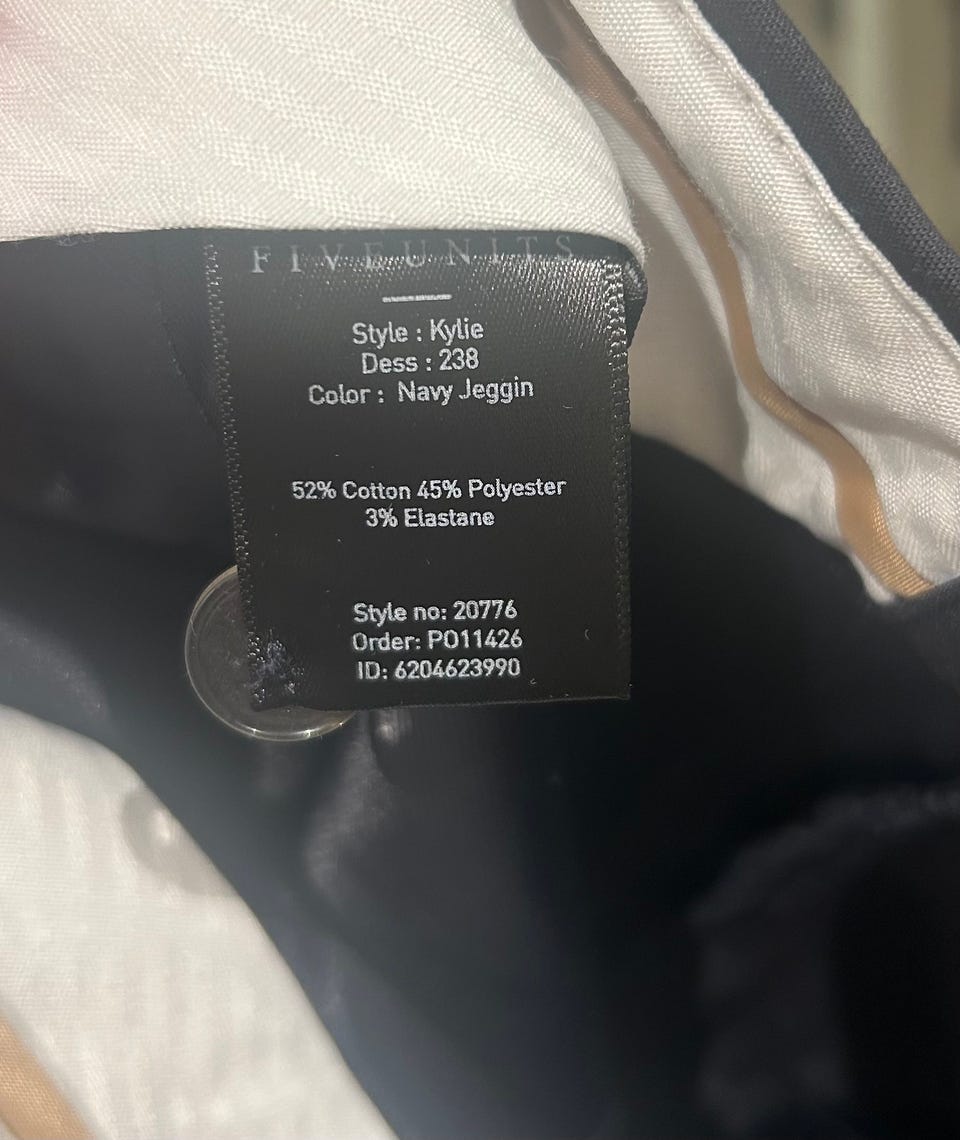 FIVEUNITS
Style : Kylie
Dess : 238
Color : Navy Jeggin
52% Cotton 45% Polyester
3% Elastane
Style no: 20776
Order: PO11426
ID: 6204623990